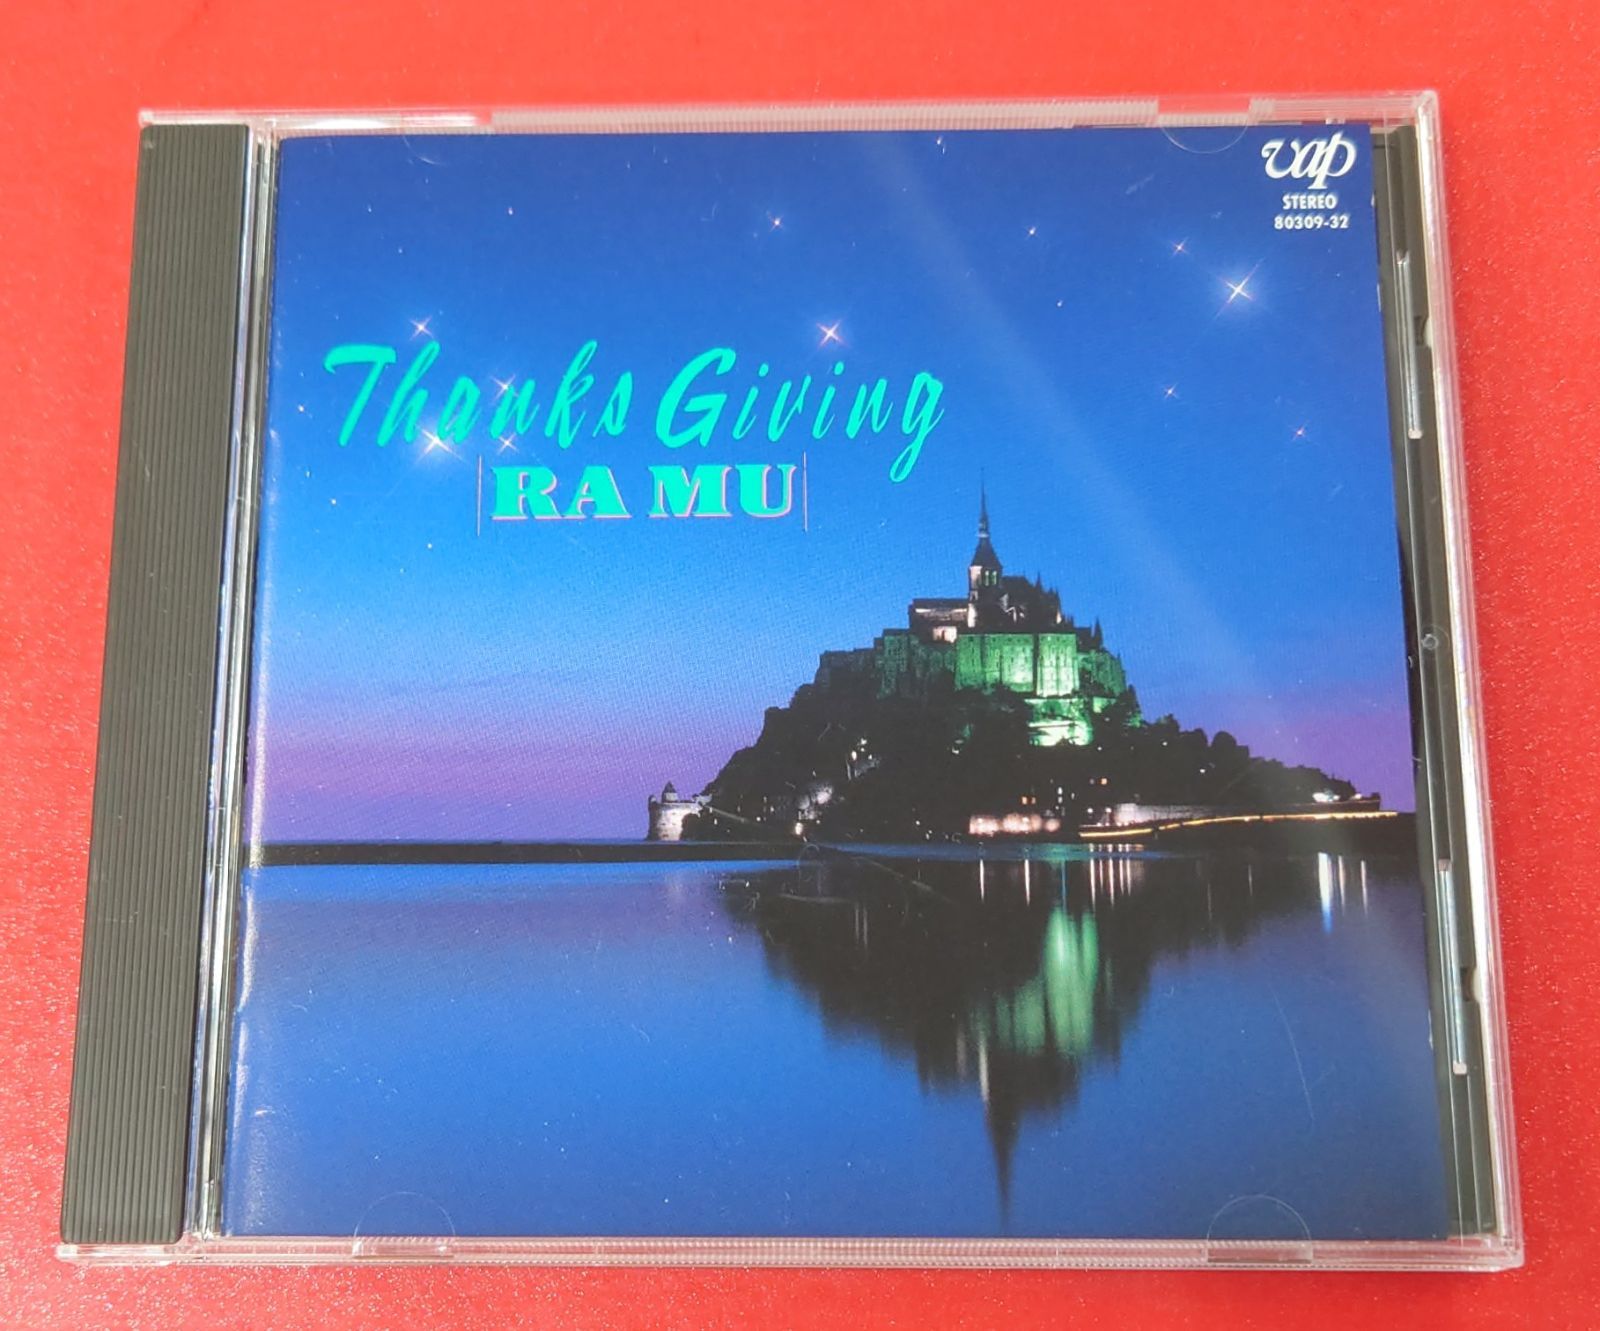 vap
STEREO
80309-32
Thanks Giving
RA MU